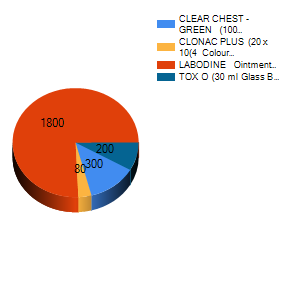 CLEAR CHEST -
GREEN (100..
CLONAC PLUS (20 x
10(4 Colour..
LABODINE Ointment..
TOX O (30 ml Glass B..
1800
200
300
80